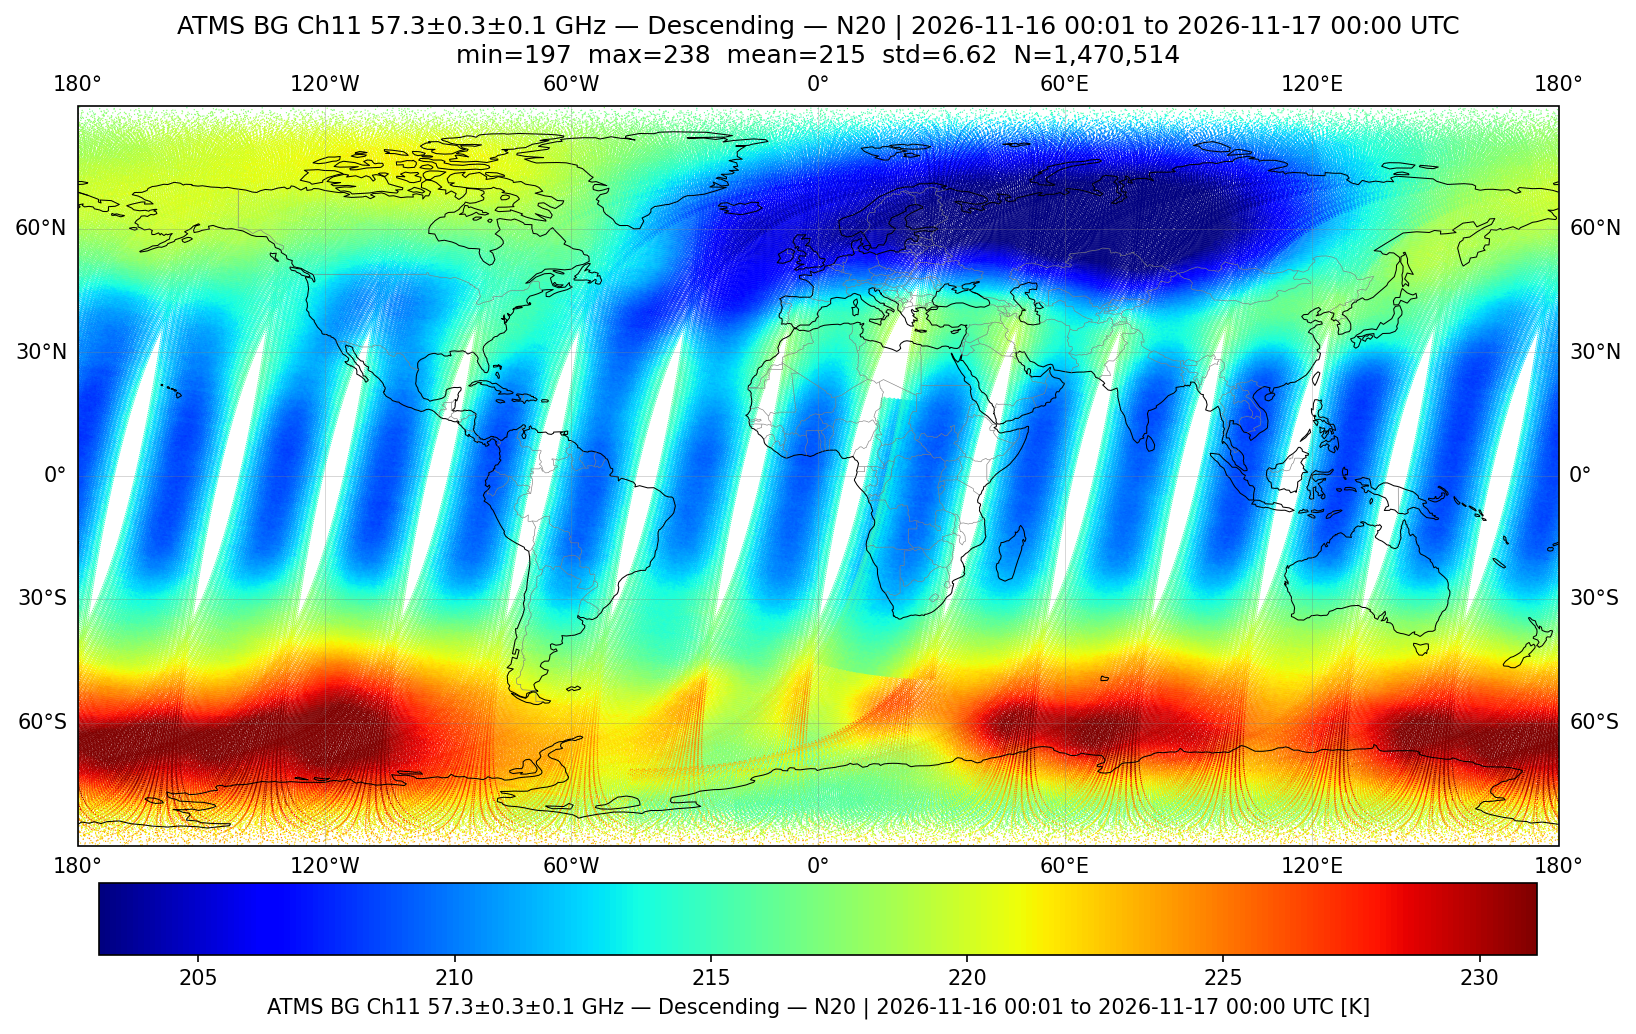 ATMS BG Ch11 57.3±0.3±0.1 GHz — Descending — N20 | 2026-11-16 00:01 to 2026-11-17 00:00 UTC
min=197 max=238 mean=215 std=6.62 N=1,470,514
180° 120°W 60°W 0° 60°E 120°E 180°
60°N 60°N
30°N 30°N
0° 0°
30°S 30°S
60°S 60°S
180° 120°W 60°W 0° 60°E 120°E 180°
205 210 215 220 225 230
ATMS BG Ch11 57.3±0.3±0.1 GHz — Descending — N20 | 2026-11-16 00:01 to 2026-11-17 00:00 UTC [K]